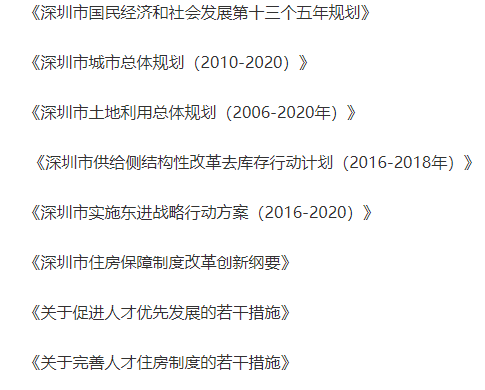 《深圳市国民经济和社会发展第十三个五年规划》
《深圳市城市总体规划（2010-2020）》
《深圳市土地利用总体规划（2006-2020年）》
《深圳市供给侧结构性改革去库存行动计划（2016-2018年）》
《深圳市实施东进战略行动方案（2016-2020）》
《深圳市住房保障制度改革创新纲要》
《关于促进人才优先发展的若干措施》
《关于完善人才住房制度的若干措施》